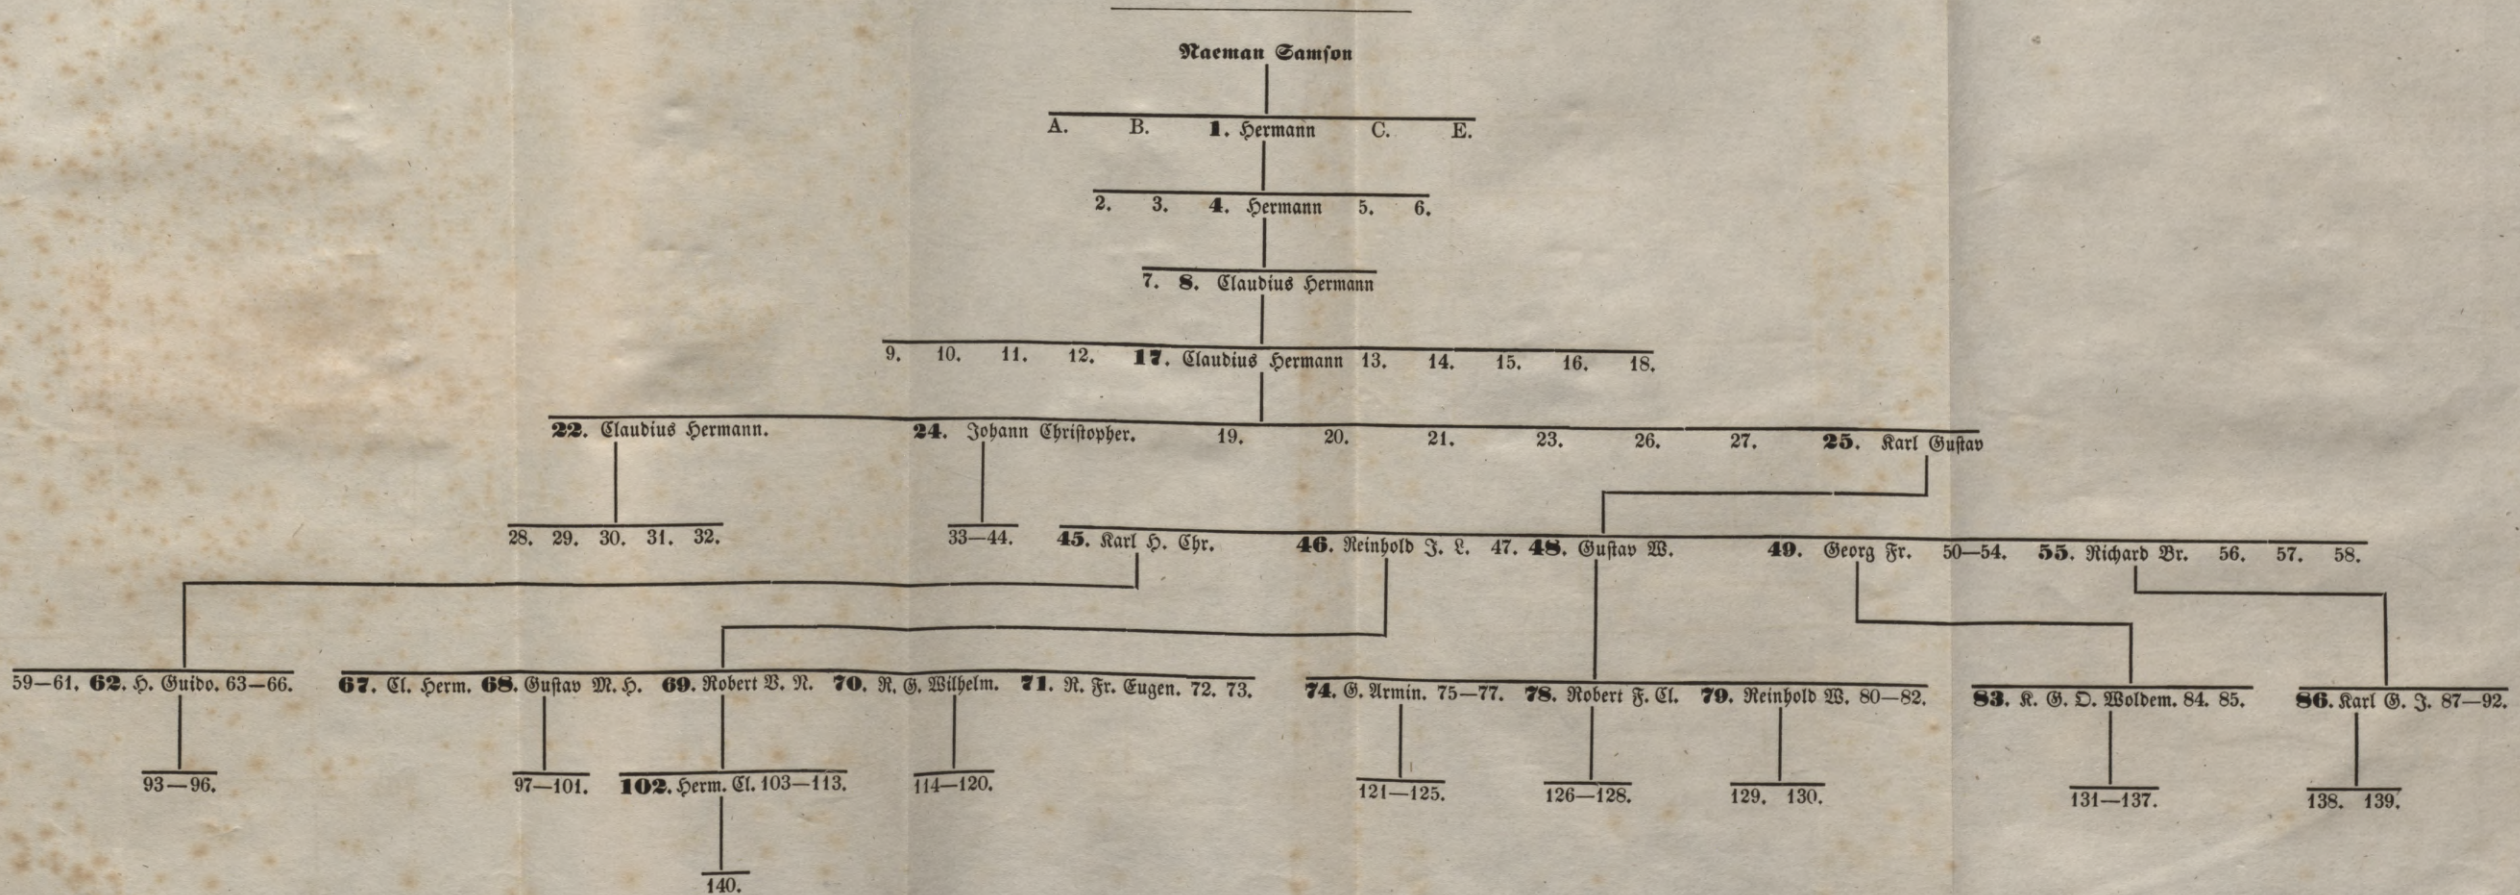 Naeman Samſon
A. B. 1. Hermann C. E.
2. 3. 4. Hermann 5. 6.
7. 8. Claudius Hermann
9. 10. 11. 12. 17. Claudius Hermann 13. 14. 15. 16. 18.
22. Claudius Hermann. 24. Johann Chriſtopher. 19. 20. 21. 23. 26. 27. 25. Karl Guſtav
28. 29. 30. 31. 32. 33—44. 45. Karl H. Chr. 46. Reinhold J. L. 47. 48. Guſtav W. 49. Georg Fr. 50—54. 55. Richard Br. 56. 57. 58.
59—61. 62. H. Guido. 63—66. 67. Cl. Herm. 68. Guſtav M. H. 69. Robert V. N. 70. R. G. Wilhelm. 71. R. Fr. Eugen. 72. 73. 74. G. Armin. 75—77. 78. Robert F. Cl. 79. Reinhold W. 80—82. 83. K. G. O. Woldem. 84. 85. 86. Karl G. J. 87—92.
93—96. 97—101. 102. Herm. Cl. 103—113. 114—120. 121—125. 126—128. 129. 130. 131—137. 138. 139.
140.